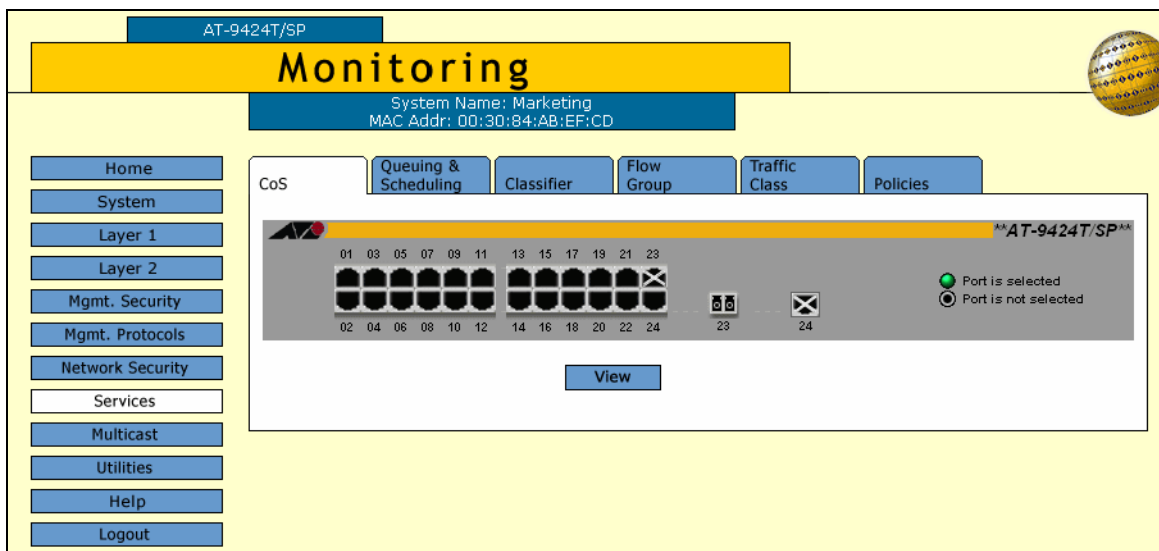 AT-9424T/SP
Monitoring
System Name: Marketing
MAC Addr: 00:30:84:AB:EF:CD
Home
System
Layer 1
Layer 2
Mgmt. Security
Mgmt. Protocols
Network Security
Services
Multicast
Utilities
Help
Logout
CoS
Queuing &
Scheduling
Classifier
Flow
Group
Traffic
Class
Policies
**AT-9424T/SP**
01 03 05 07 09 11 13 15 17 19 21 23
02 04 06 08 10 12 14 16 18 20 22 24 23 24
Port is selected
Port is not selected
View